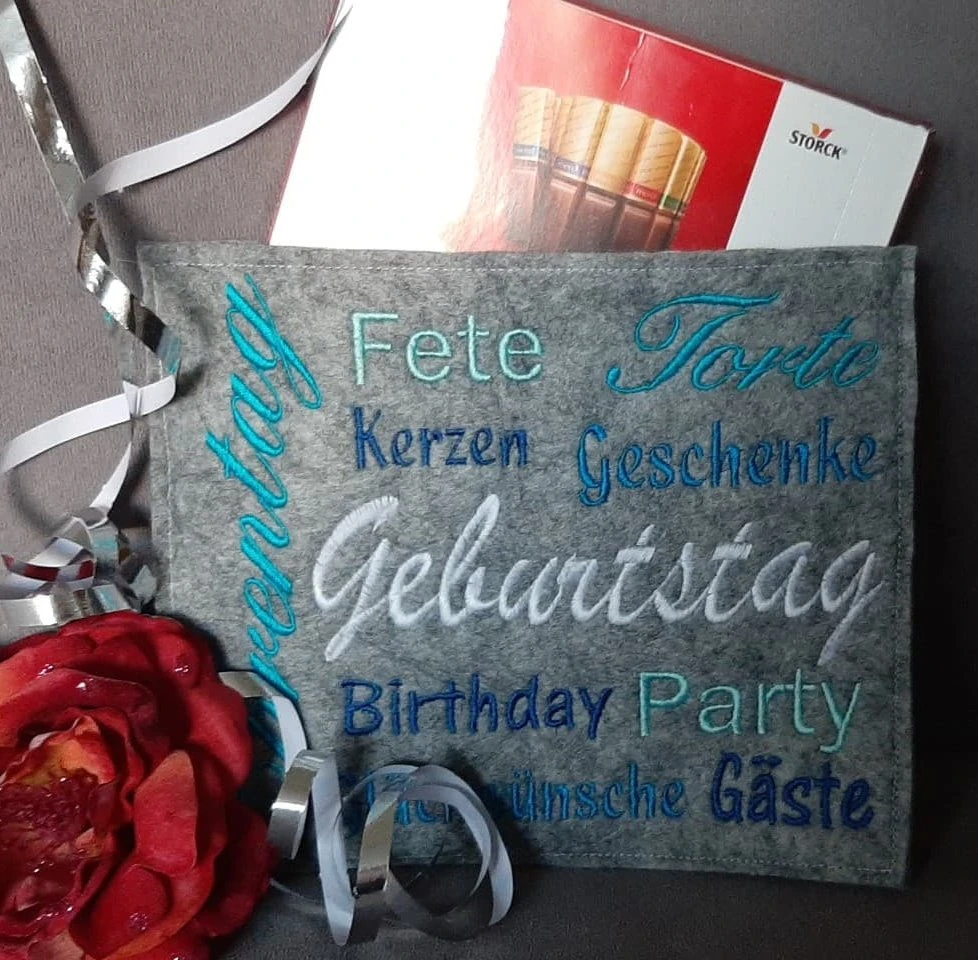 STORCK®
Fete Torte
Kerzen Geschenke
Geburtstag
Birthday Party
Gäste